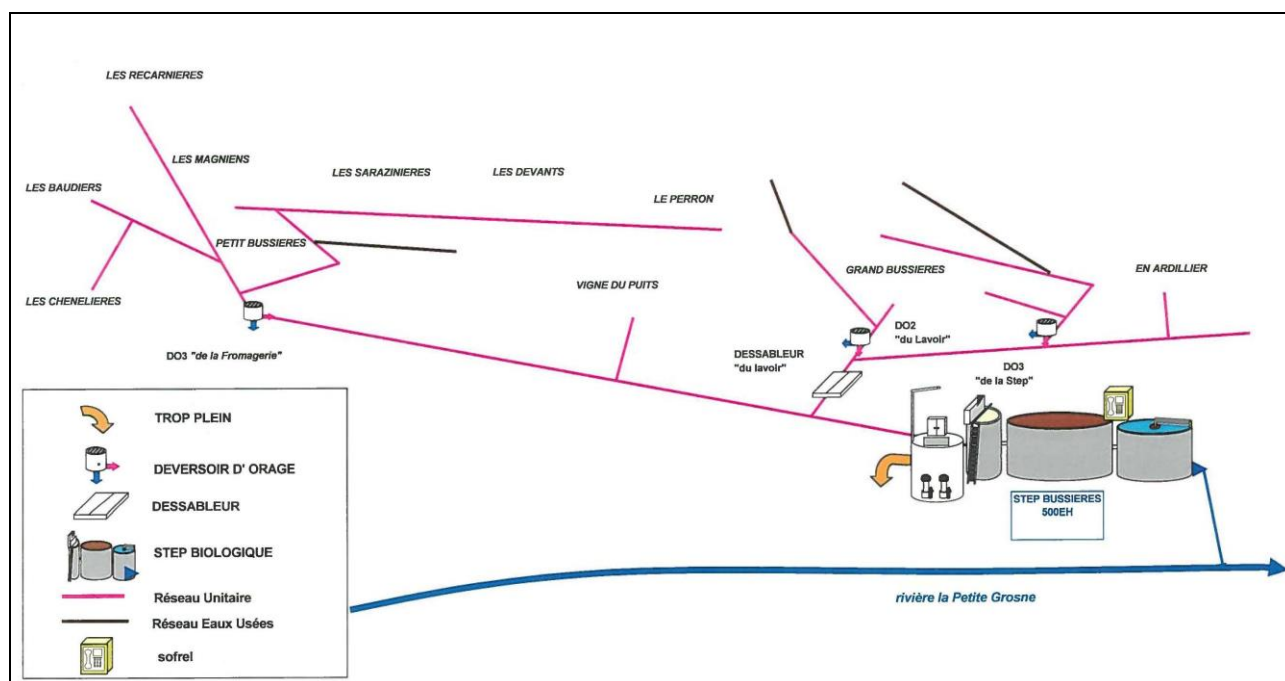 LES RECARNIERES
LES MAGNIENS
LES SARAZINIERES
LES DEVANTS
LES BAUDIERS
LE PERRON
PETIT BUSSIERES
GRAND BUSSIERES
EN ARDILLIER
LES CHENELIERES
VIGNE DU PUITS
DO3 "de la Fromagerie"
DO2
"du Lavoir"
DESSABLEUR
"du lavoir"
DO3
"de la Step"
TROP PLEIN
DÉVERSOIR D' ORAGE
DESSABLEUR
STEP BIOLOGIQUE
Réseau Unitaire
Réseau Eaux Usées
sofrel
STEP BUSSIERES
500EH
rivière la Petite Grosne